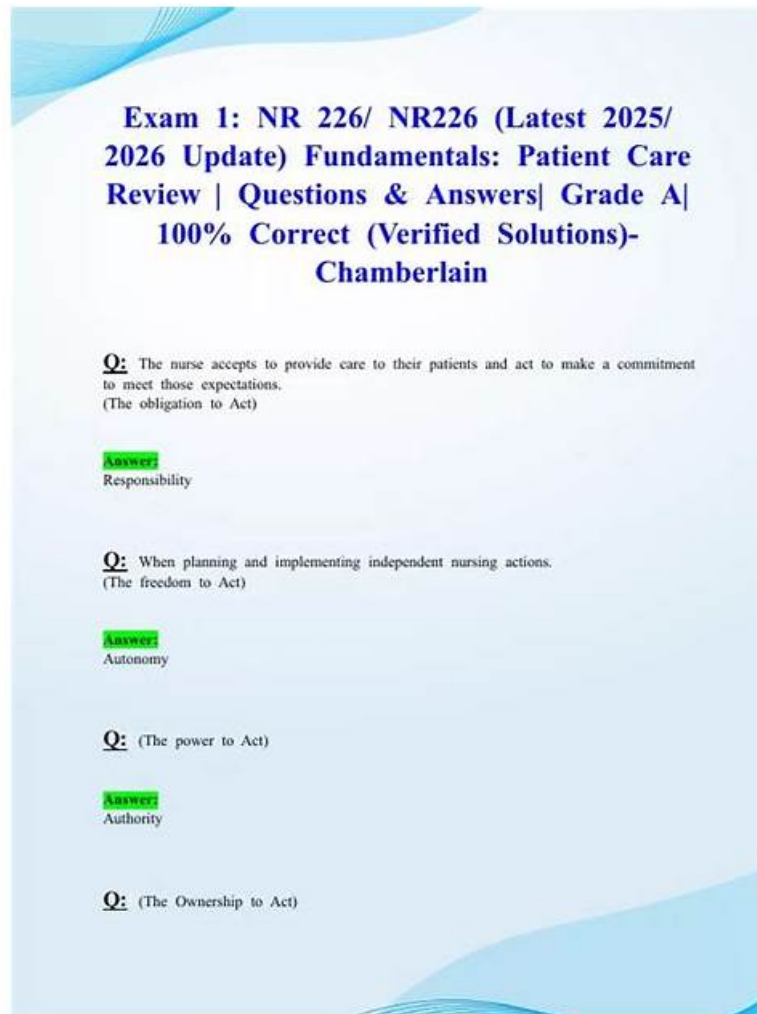 Exam 1: NR 226/ NR226 (Latest 2025/
2026 Update) Fundamentals: Patient Care
Review | Questions & Answers| Grade A|
100% Correct (Verified Solutions)-
Chamberlain
Q: The nurse accepts to provide care to their patients and act to make a commitment
to meet those expectations.
(The obligation to Act)
Answer:
Responsibility
Q: When planning and implementing independent nursing actions.
(The freedom to Act)
Answer:
Autonomy
Q: (The power to Act)
Answer:
Authority
Q: (The Ownership to Act)